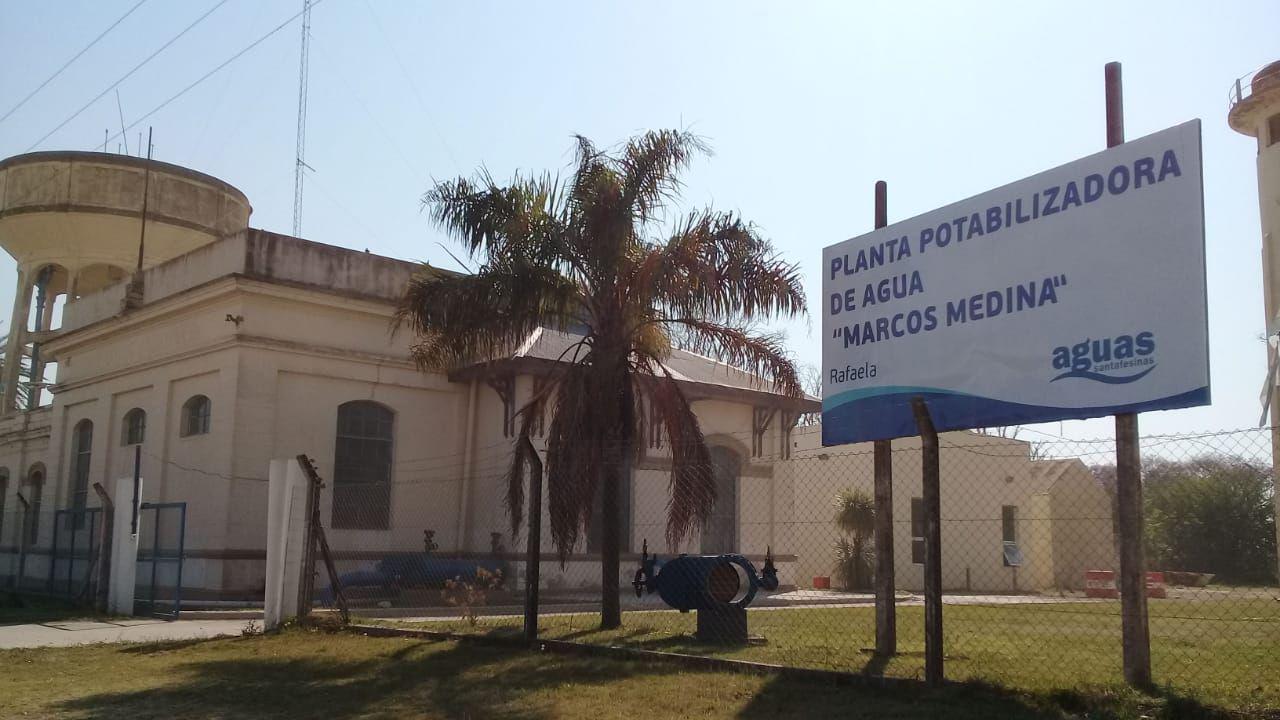 PLANTA POTABILIZADORA
DE AGUA
"MARCOS MEDINA"
Rafaela
aguas
santafesinas